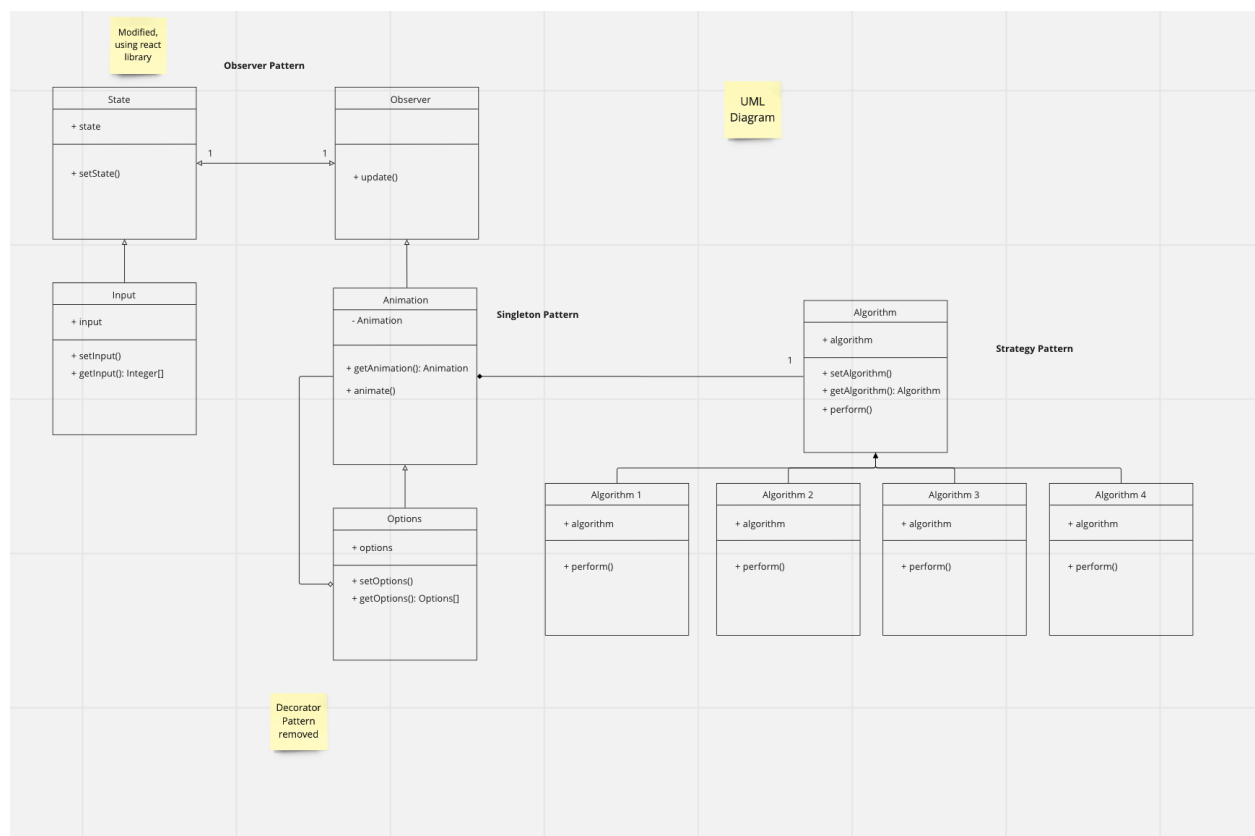 Modified,
using react
library
Observer Pattern
State
+ state
+ setState()
1
1
Observer
+ update()
UML
Diagram
Input
+ input
+ setInput()
+ getInput(): Integer[]
Animation
- Animation
+ getAnimation(): Animation
+ animate()
Singleton Pattern
1
Algorithm
+ algorithm
+ setAlgorithm()
+ getAlgorithm(): Algorithm
+ perform()
Strategy Pattern
Options
+ options
+ setOptions()
+ getOptions(): Options[]
Algorithm 1
+ algorithm
+ perform()
Algorithm 2
+ algorithm
+ perform()
Algorithm 3
+ algorithm
+ perform()
Algorithm 4
+ algorithm
+ perform()
Decorator
Pattern
removed